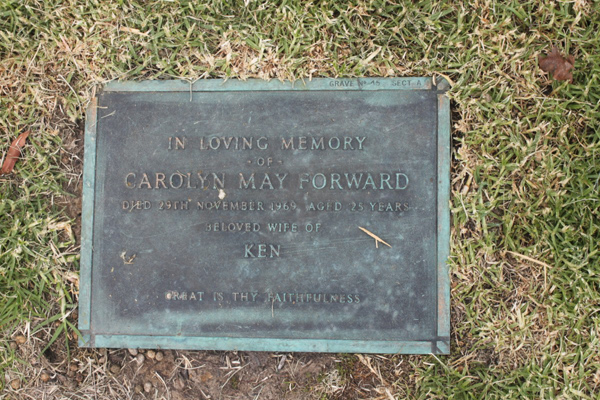 GRAVE Nº 45 SECT. A
IN LOVING MEMORY
OF
CAROLYN MAY FORWARD
DIED 29TH NOVEMBER 1969 AGED 25 YEARS
BELOVED WIFE OF
KEN
GREAT IS THY FAITHFULNESS